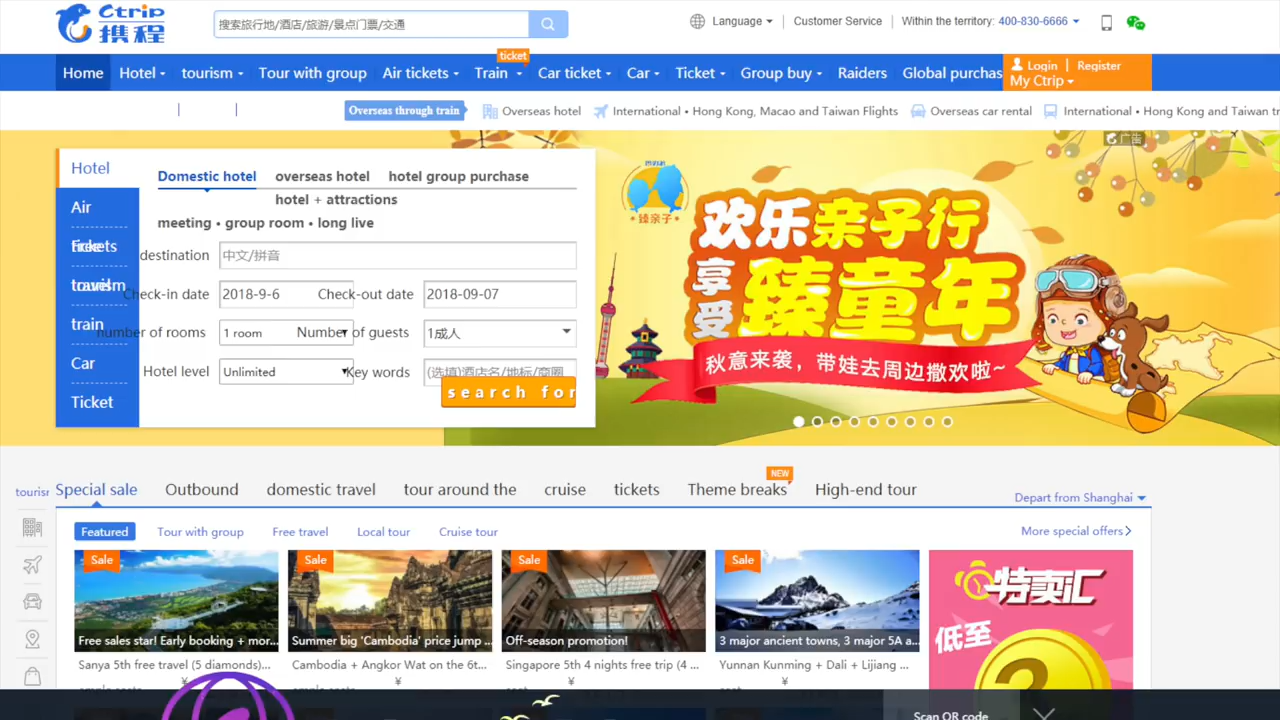 Ctrip
携程
搜索旅行地/酒店/旅游/景点门票/交通
Language
Customer Service
Within the territory: 400-830-6666
ticket
Home
Hotel
tourism
Tour with group
Air tickets
Train
Car ticket
Car
Ticket
Group buy
Raiders
Global purchas
Login | Register
My Ctrip
Overseas through train
Overseas hotel
International • Hong Kong, Macao and Taiwan Flights
Overseas car rental
International • Hong Kong and Taiwan tr
广告
Hotel
Air
tickets
travel
train
Car
Ticket
Domestic hotel
overseas hotel
hotel group purchase
hotel + attractions
meeting • group room • long live
destination
中文/拼音
Check-in date
2018-9-6
Check-out date
2018-09-07
number of rooms
1 room
Number of guests
1成人
Hotel level
Unlimited
Key words
(选填)酒店名/地标/商圈
search for
臻亲子
欢乐亲子行
享受臻童年
秋意来袭，带娃去周边撒欢啦~
NEW
Special sale
Outbound
domestic travel
tour around the
cruise
tickets
Theme breaks
High-end tour
Depart from Shanghai
Featured
Tour with group
Free travel
Local tour
Cruise tour
More special offers
Sale
Free sales star! Early booking + mor...
Sanya 5th free travel (5 diamonds)...
¥
Sale
Summer big 'Cambodia' price jump ...
Cambodia + Angkor Wat on the 6t...
¥
Sale
Off-season promotion!
Singapore 5th 4 nights free trip (4 ...
¥
Sale
3 major ancient towns, 3 major 5A a...
Yunnan Kunming + Dali + Lijiang ...
¥
特卖汇
低至
Scan QR code